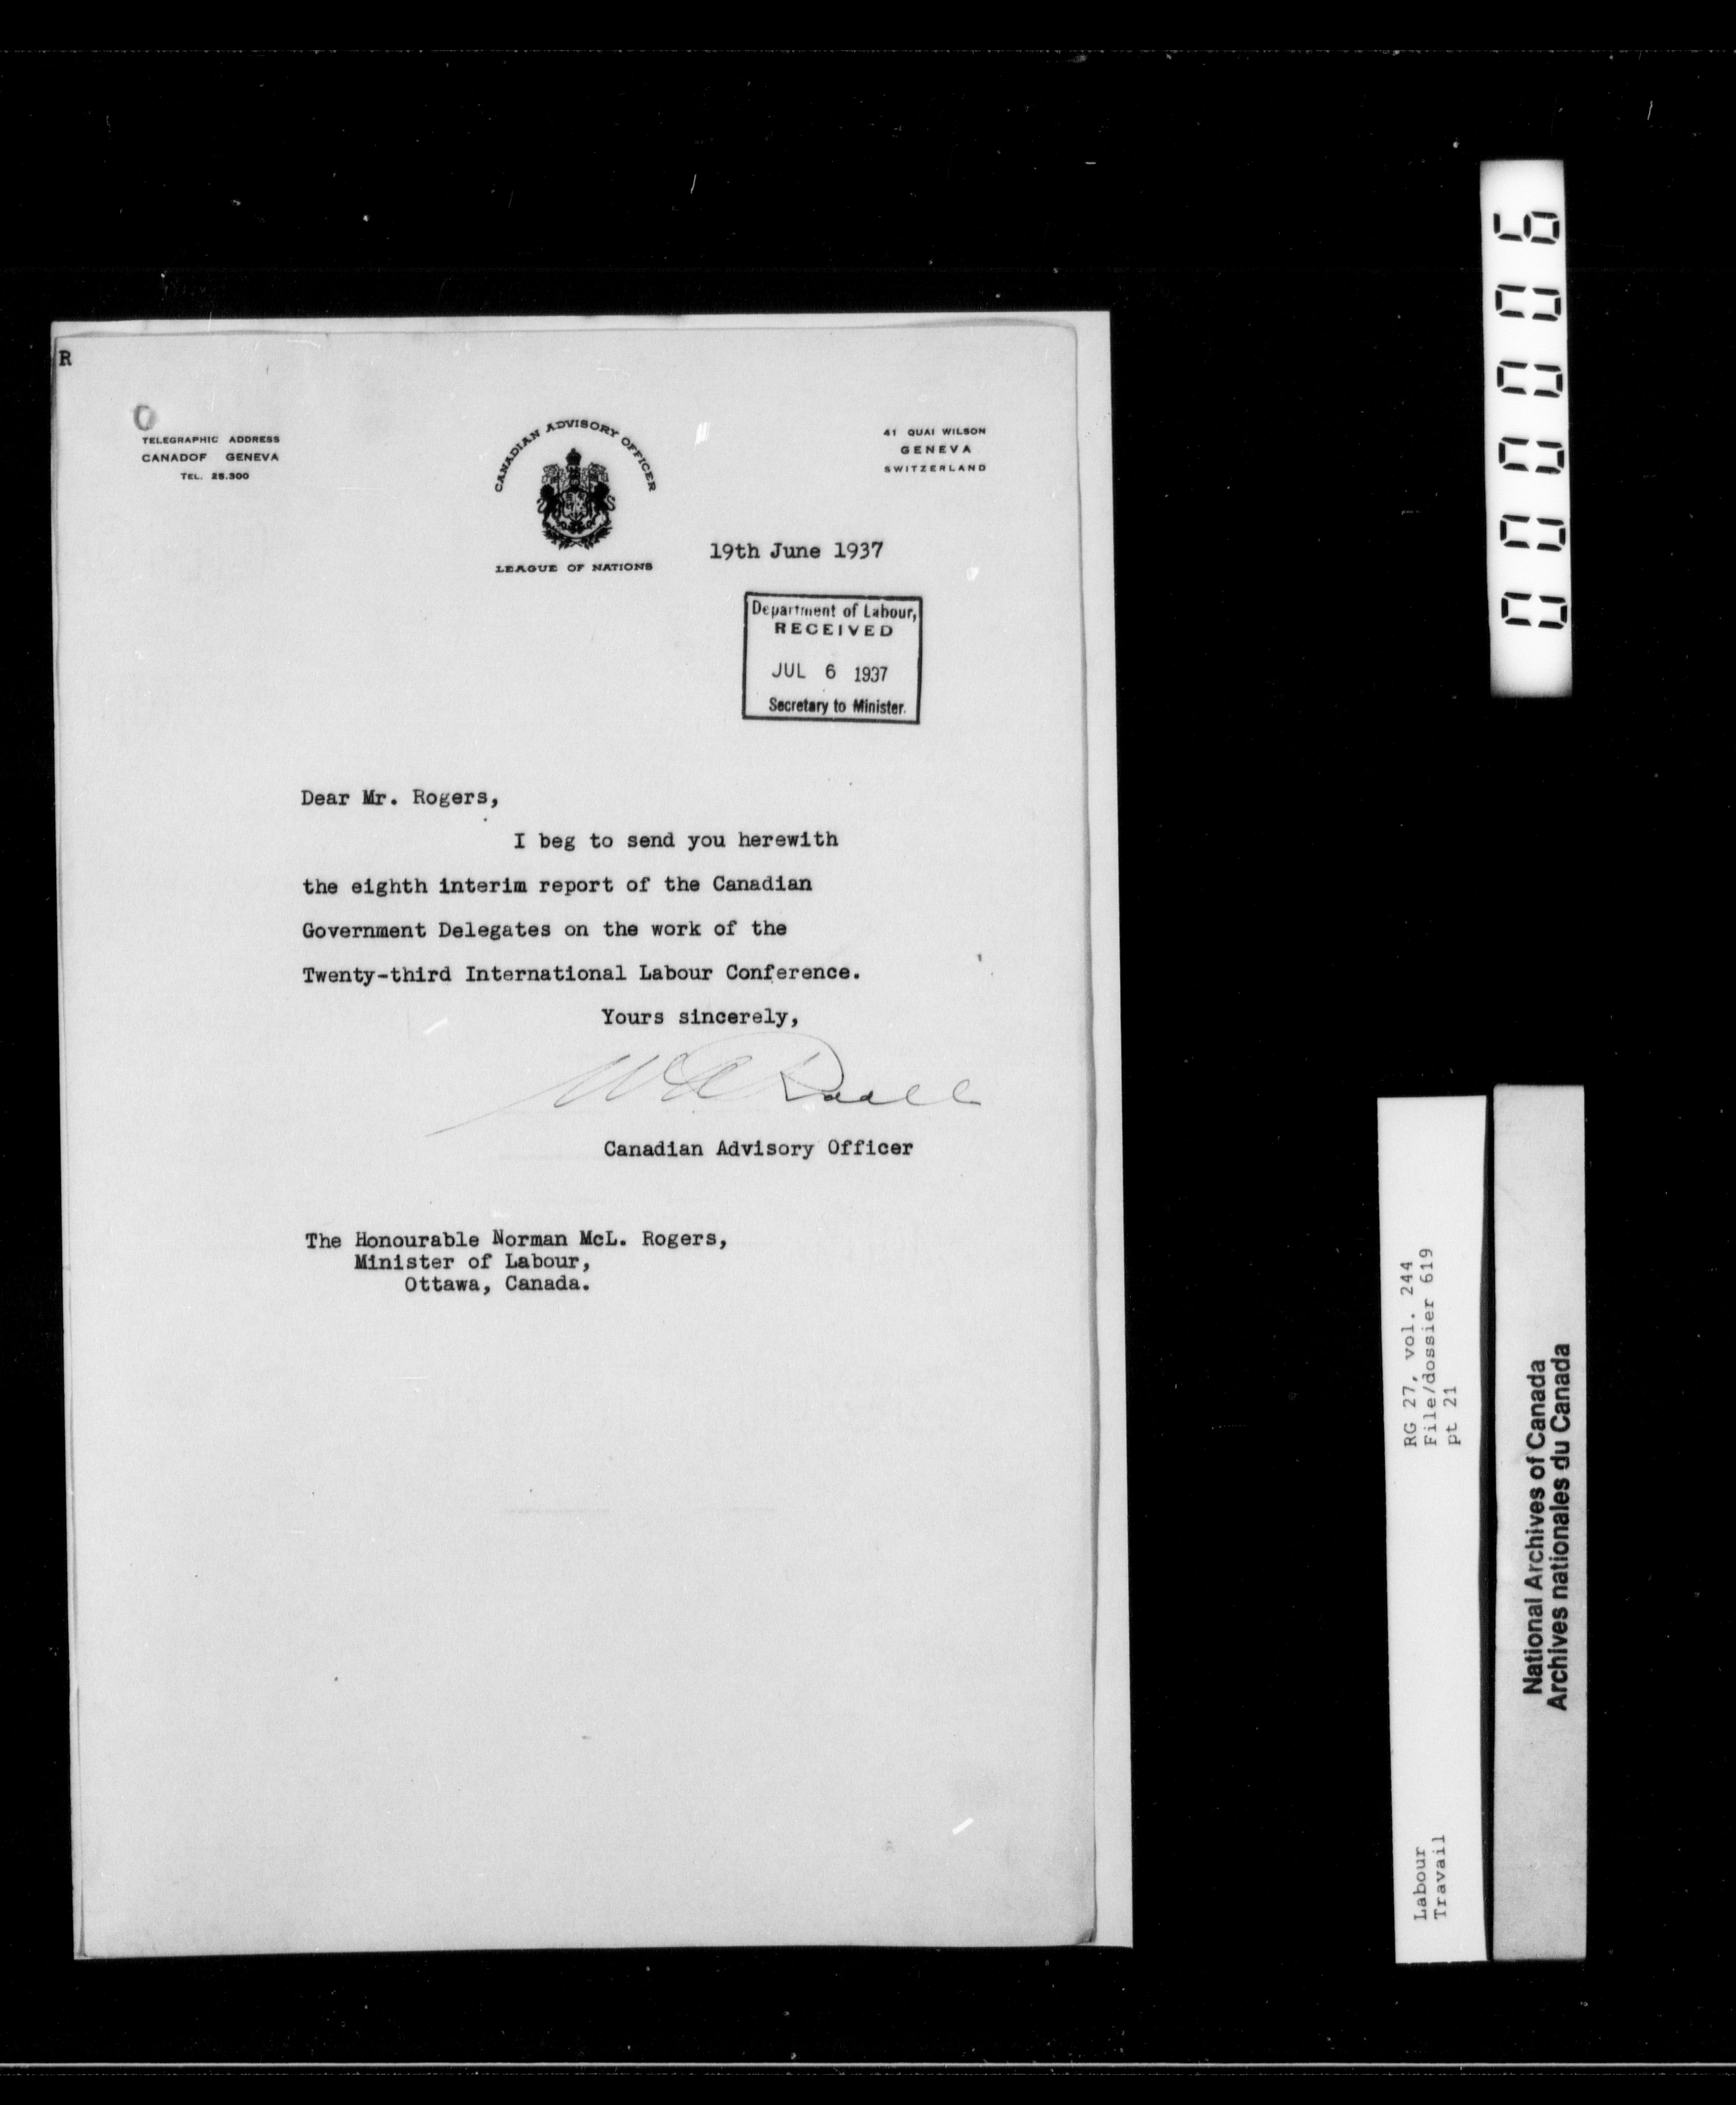 R
TELEGRAPHIC ADDRESS
CANADOF GENEVA
TEL. 25.300
CANADIAN ADVISORY OFFICER
LEAGUE OF NATIONS
41 QUAI WILSON
GENEVA
SWITZERLAND
19th June 1937
Department of Labour,
RECEIVED
JUL 6 1937
Secretary to Minister.
Dear Mr. Rogers,
I beg to send you herewith
the eighth interim report of the Canadian
Government Delegates on the work of the
Twenty-third International Labour Conference.
Yours sincerely,
Canadian Advisory Officer
The Honourable Norman McL. Rogers,
Minister of Labour,
Ottawa, Canada.
000006
RG 27, vol. 244
File/dossier 619
pt 21
Labour
Travail
National Archives of Canada
Archives nationales du Canada